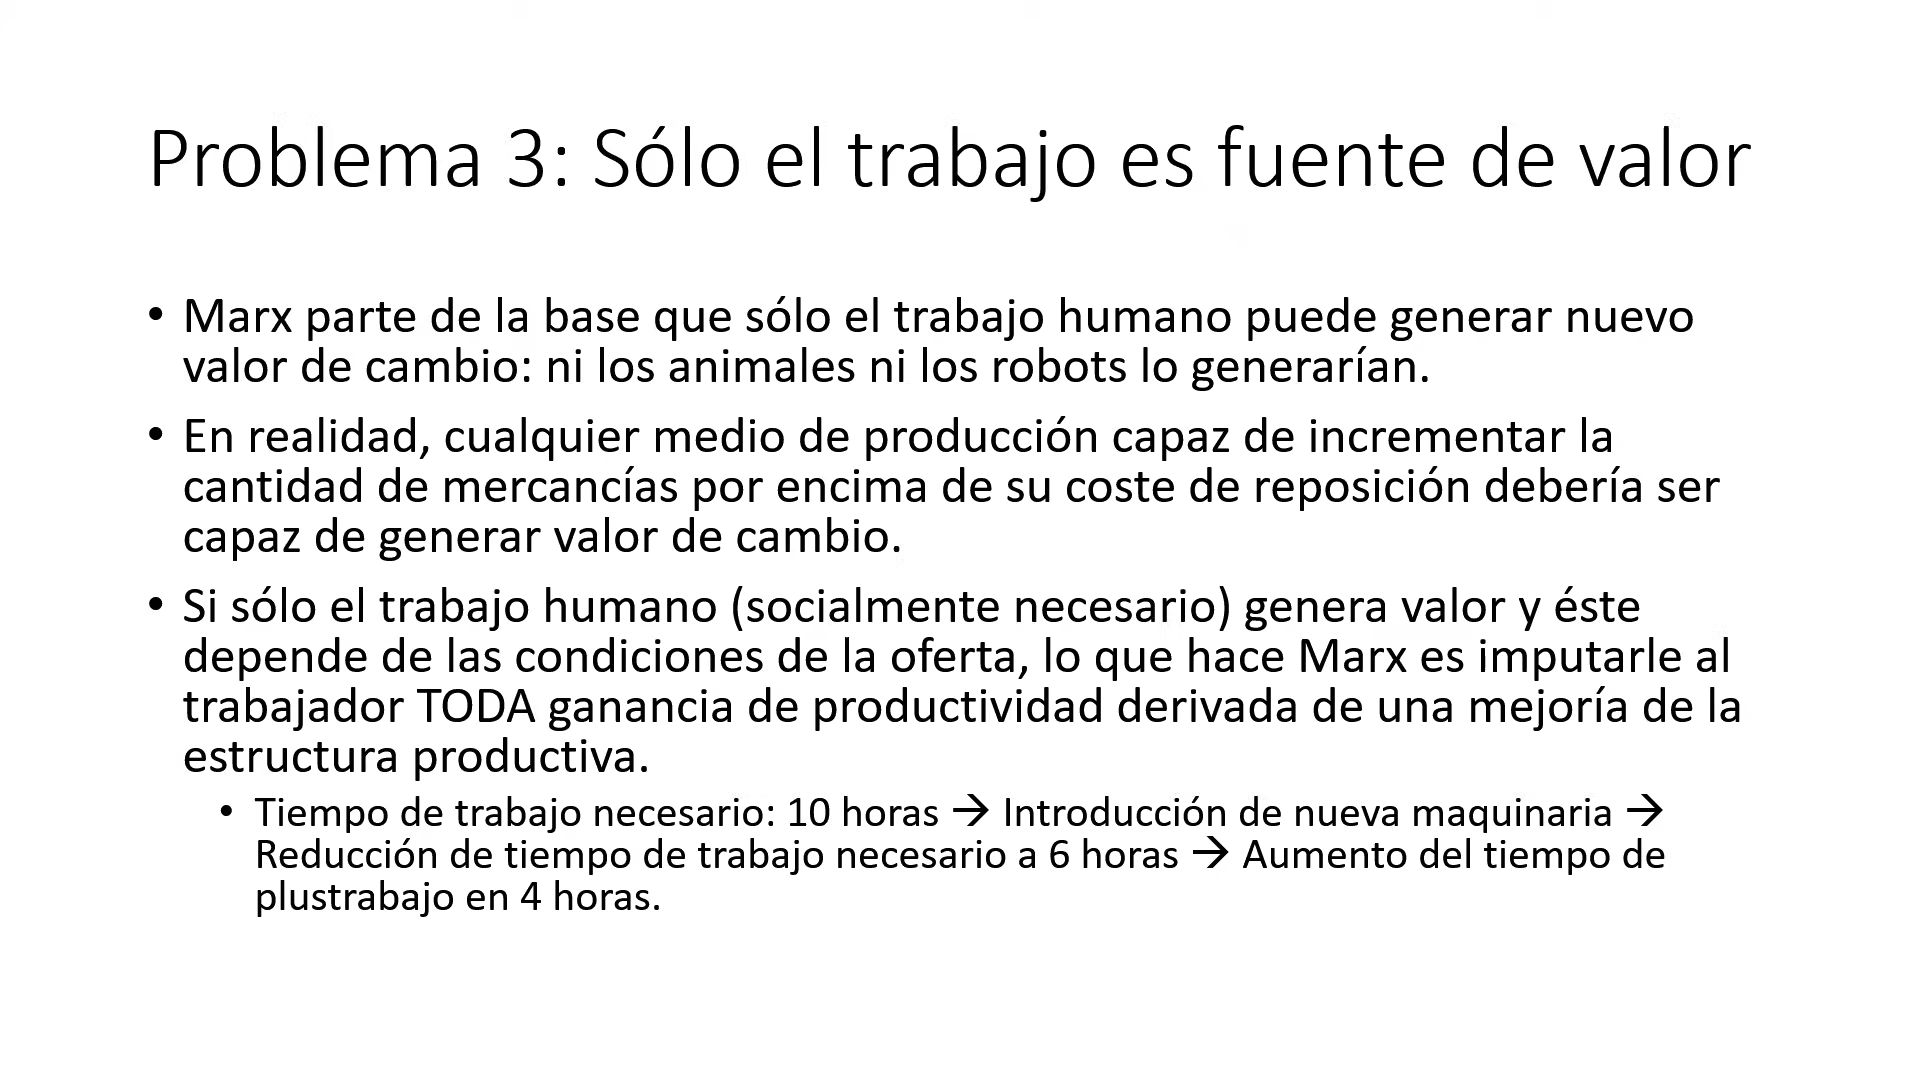 Problema 3: Sólo el trabajo es fuente de valor
• Marx parte de la base que sólo el trabajo humano puede generar nuevo
valor de cambio: ni los animales ni los robots lo generarían.
• En realidad, cualquier medio de producción capaz de incrementar la
cantidad de mercancías por encima de su coste de reposición debería ser
capaz de generar valor de cambio.
• Si sólo el trabajo humano (socialmente necesario) genera valor y éste
depende de las condiciones de la oferta, lo que hace Marx es imputarle al
trabajador TODA ganancia de productividad derivada de una mejoría de la
estructura productiva.
• Tiempo de trabajo necesario: 10 horas → Introducción de nueva maquinaria →
Reducción de tiempo de trabajo necesario a 6 horas → Aumento del tiempo de
plustrabajo en 4 horas.